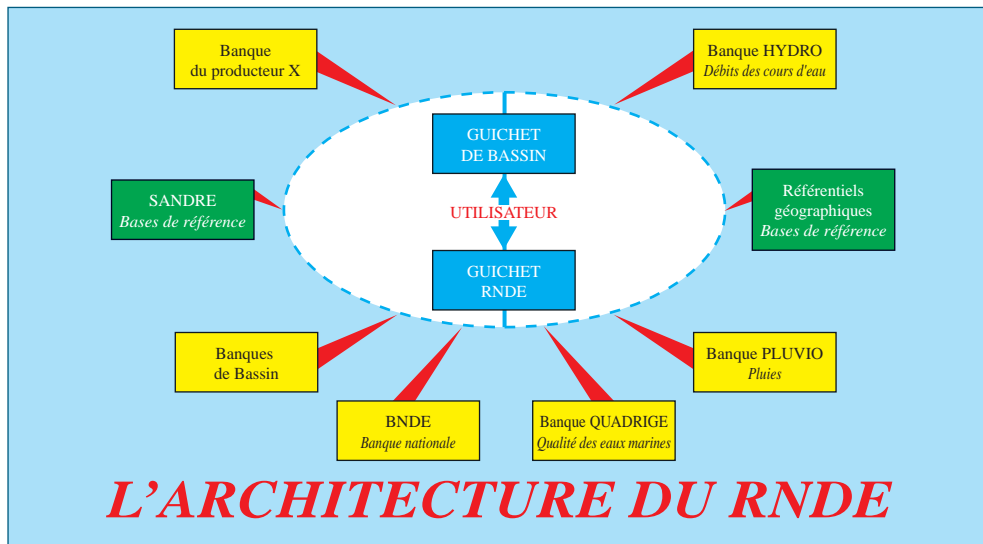 Banque
du producteur X
Banque HYDRO
Débits des cours d'eau
GUICHET
DE BASSIN
SANDRE
Bases de référence
UTILISATEUR
Référentiels
géographiques
Bases de référence
GUICHET
RNDE
Banques
de Bassin
Banque PLUVIO
Pluies
BNDE
Banque nationale
Banque QUADRIGE
Qualité des eaux marines
L'ARCHITECTURE DU RNDE